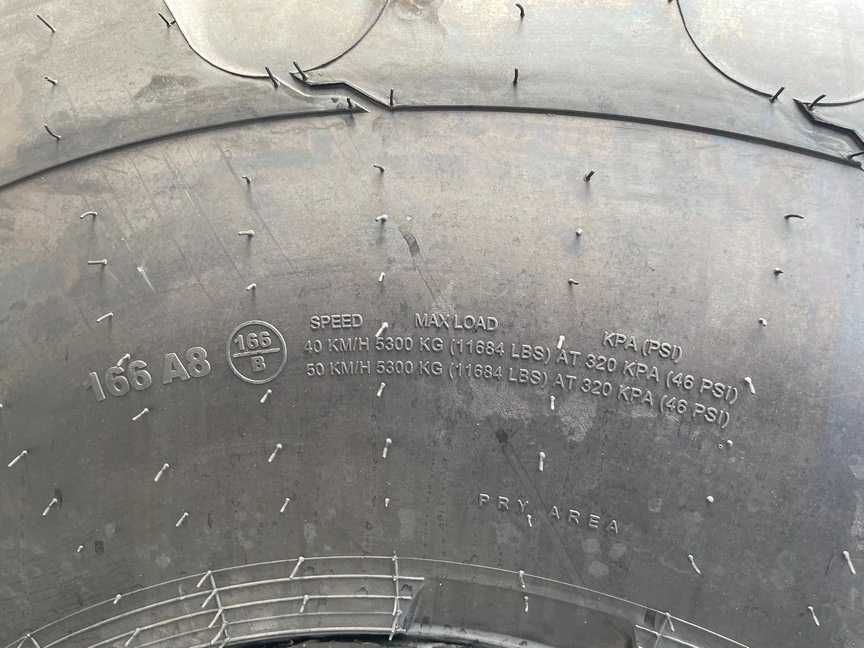 166 A8
166
B
SPEED MAX LOAD KPA (PSI)
40 KM/H 5300 KG (11684 LBS) AT 320 KPA (46 PSI)
50 KM/H 5300 KG (11684 LBS) AT 320 KPA (46 PSI)
PRY AREA